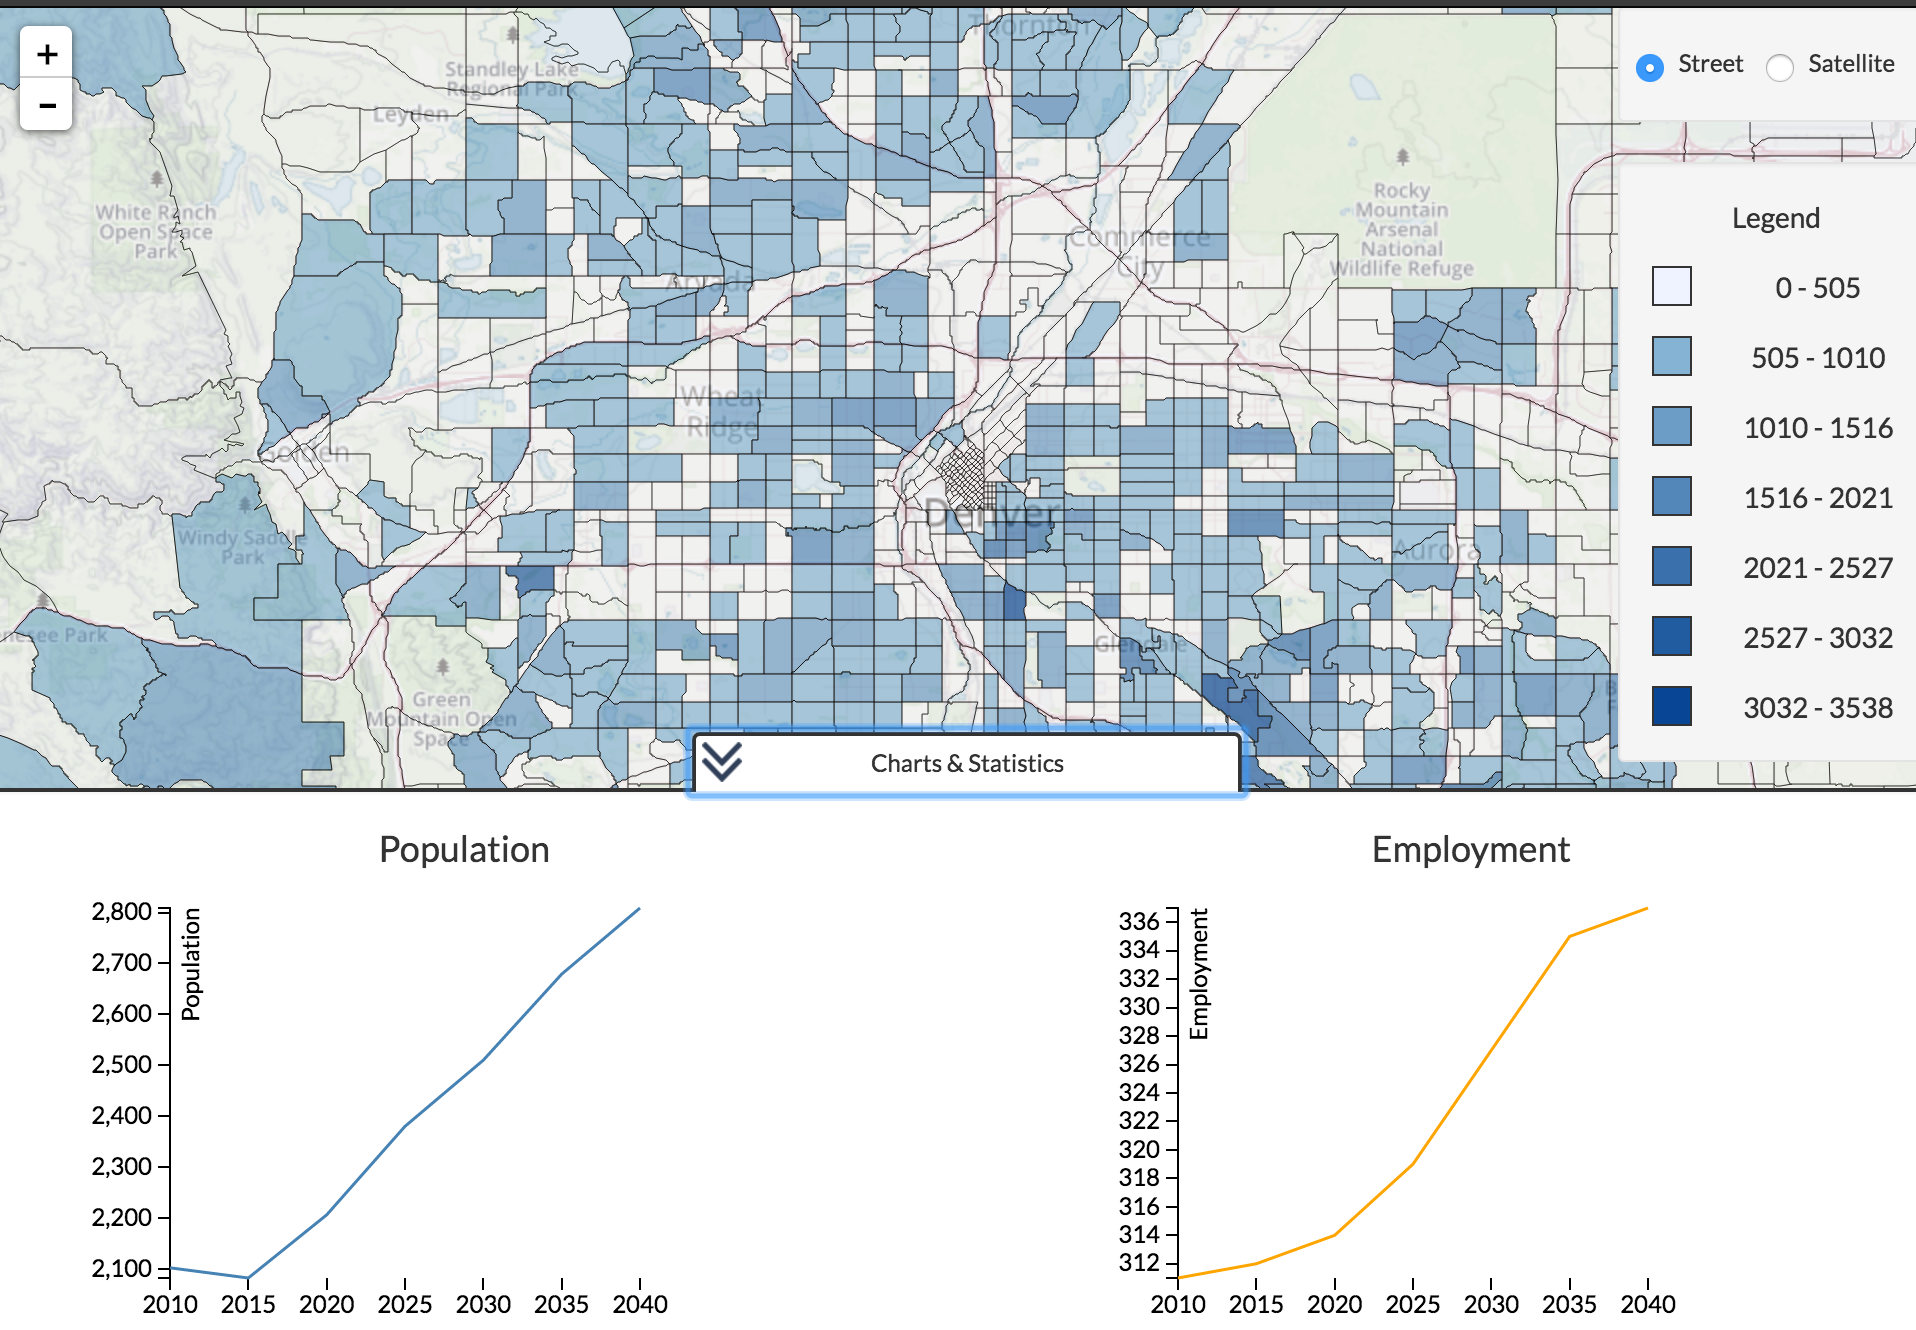 +
−
Thornton
Standley Lake
Regional Park
Leyden
White Ranch
Open Space
Park
Rocky
Mountain
Arsenal
National
Wildlife Refuge
Commerce
City
Arvada
Wheat
Ridge
Golden
Denver
Windy Saddle
Park
Aurora
nesee Park
Glendale
Green
Mountain Open
Space
Street
Satellite
Legend
0 - 505
505 - 1010
1010 - 1516
1516 - 2021
2021 - 2527
2527 - 3032
3032 - 3538
Charts & Statistics
Population
2,800
2,700
2,600
2,500
2,400
2,300
2,200
2,100
Population
2010 2015 2020 2025 2030 2035 2040
Employment
336
334
332
330
328
326
324
322
320
318
316
314
312
Employment
2010 2015 2020 2025 2030 2035 2040